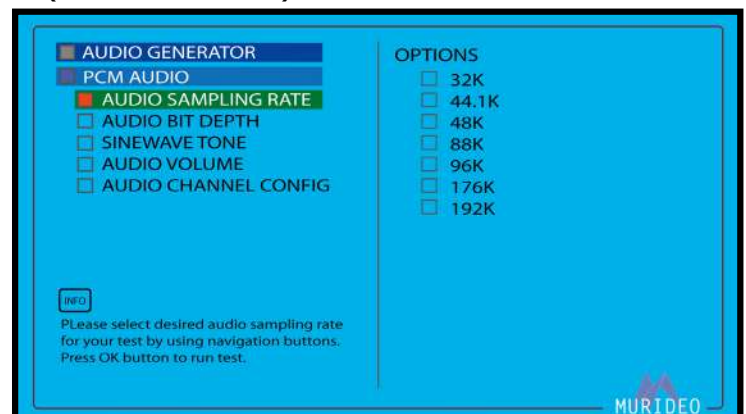 AUDIO GENERATOR
PCM AUDIO
AUDIO SAMPLING RATE
AUDIO BIT DEPTH
SINEWAVE TONE
AUDIO VOLUME
AUDIO CHANNEL CONFIG
INFO
PLease select desired audio sampling rate
for your test by using navigation buttons.
Press OK button to run test.
OPTIONS
32K
44.1K
48K
88K
96K
176K
192K
MURIDEO